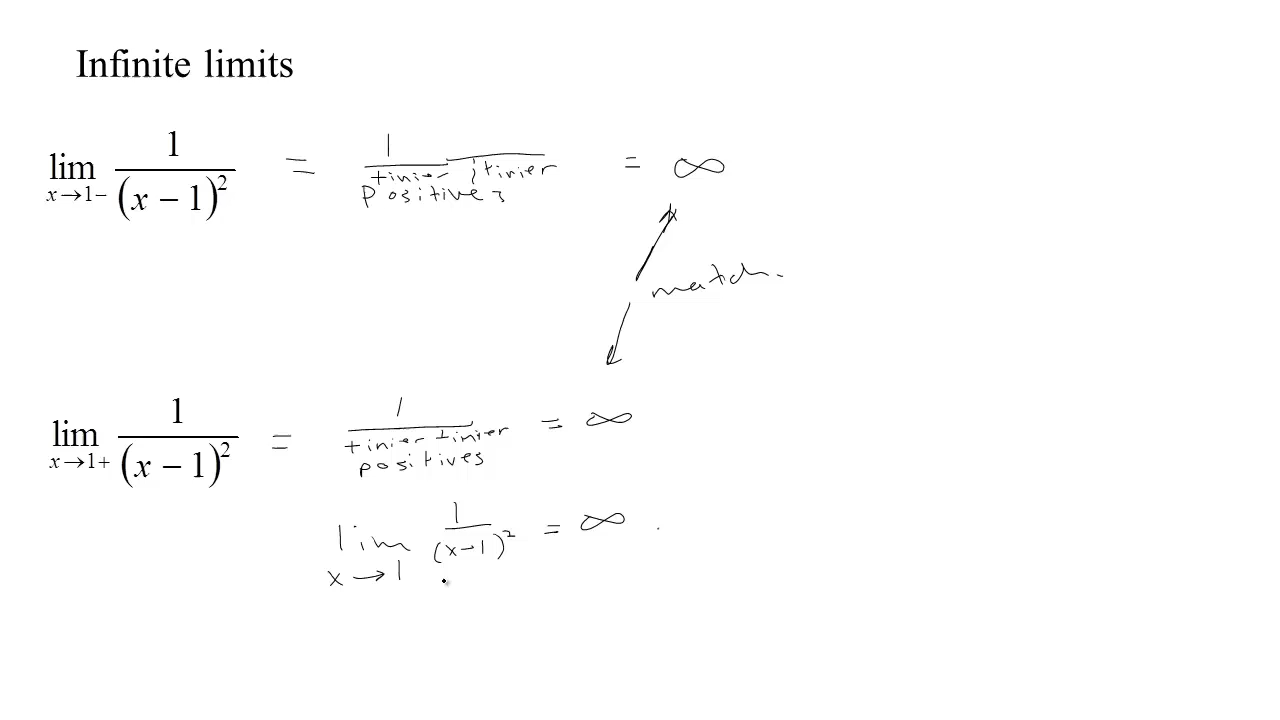 Infinite limits
lim x→1− 1/(x − 1)² = 1/tinier, tinier positives = ∞
match.
lim x→1+ 1/(x − 1)² = 1/tinier tinier positives = ∞
lim x→1 1/(x−1)² = ∞ .